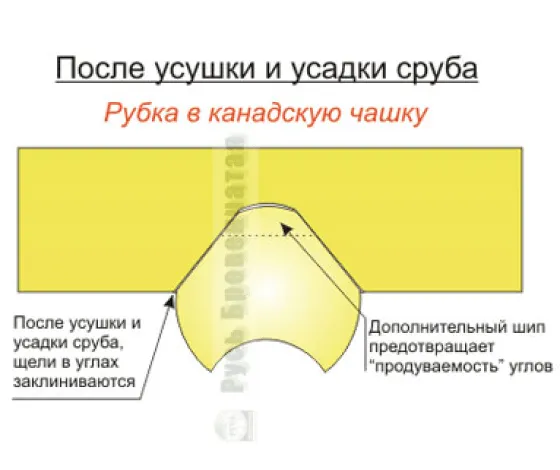 После усушки и усадки сруба
Рубка в канадскую чашку
Русь Бревенчатая
После усушки и
усадки сруба,
щели в углах
заклиниваются
Дополнительный шип
предотвращает
“продуваемость” углов